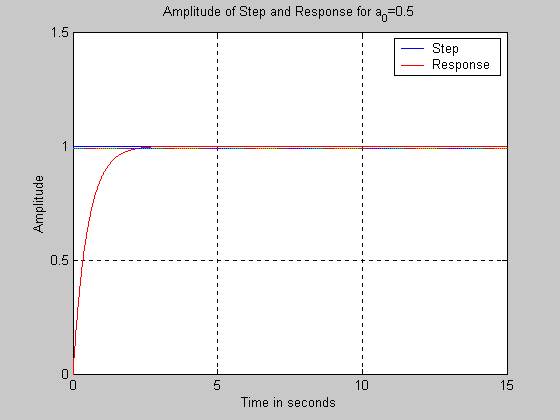 Amplitude of Step and Response for a₀=0.5
1.5
Step
Response
1
Amplitude
0.5
0
0 5 10 15
Time in seconds